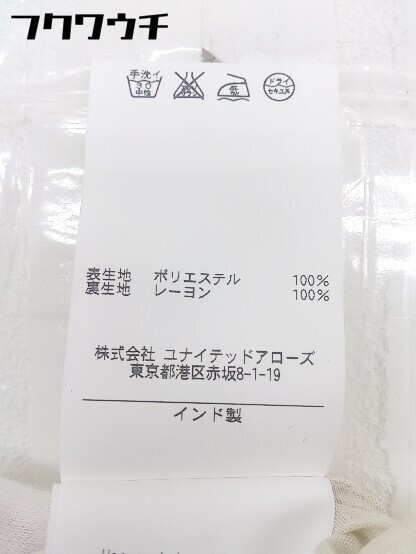 フクワウチ
手洗イ
30
中性
低
ドライ
セキユ系
表生地 ポリエステル 100%
裏生地 レーヨン 100%
株式会社 ユナイテッドアローズ
東京都港区赤坂8-1-19
インド製